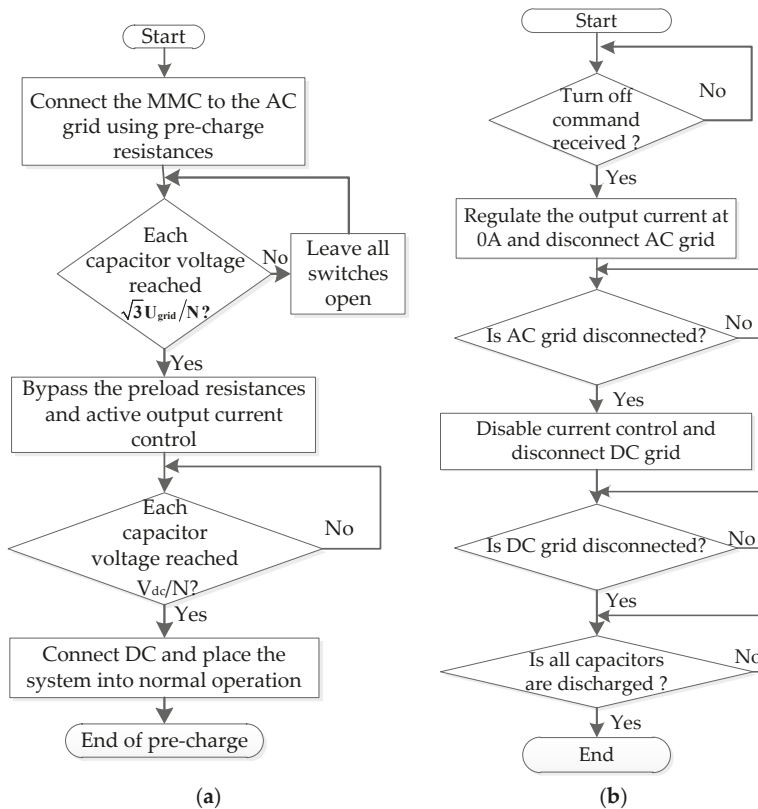 Start
Connect the MMC to the AC
grid using pre-charge
resistances
Each
capacitor voltage
reached
√3 U_grid/N?
No
Leave all
switches
open
Yes
Bypass the preload resistances
and active output current
control
Each
capacitor
voltage reached
V_dc/N?
No
Yes
Connect DC and place the
system into normal operation
End of pre-charge
(a)
Start
Turn off
command
received ?
No
Yes
Regulate the output current at
0A and disconnect AC grid
Is AC grid disconnected?
No
Yes
Disable current control and
disconnect DC grid
Is DC grid disconnected?
No
Yes
Is all capacitors
are discharged ?
No
Yes
End
(b)